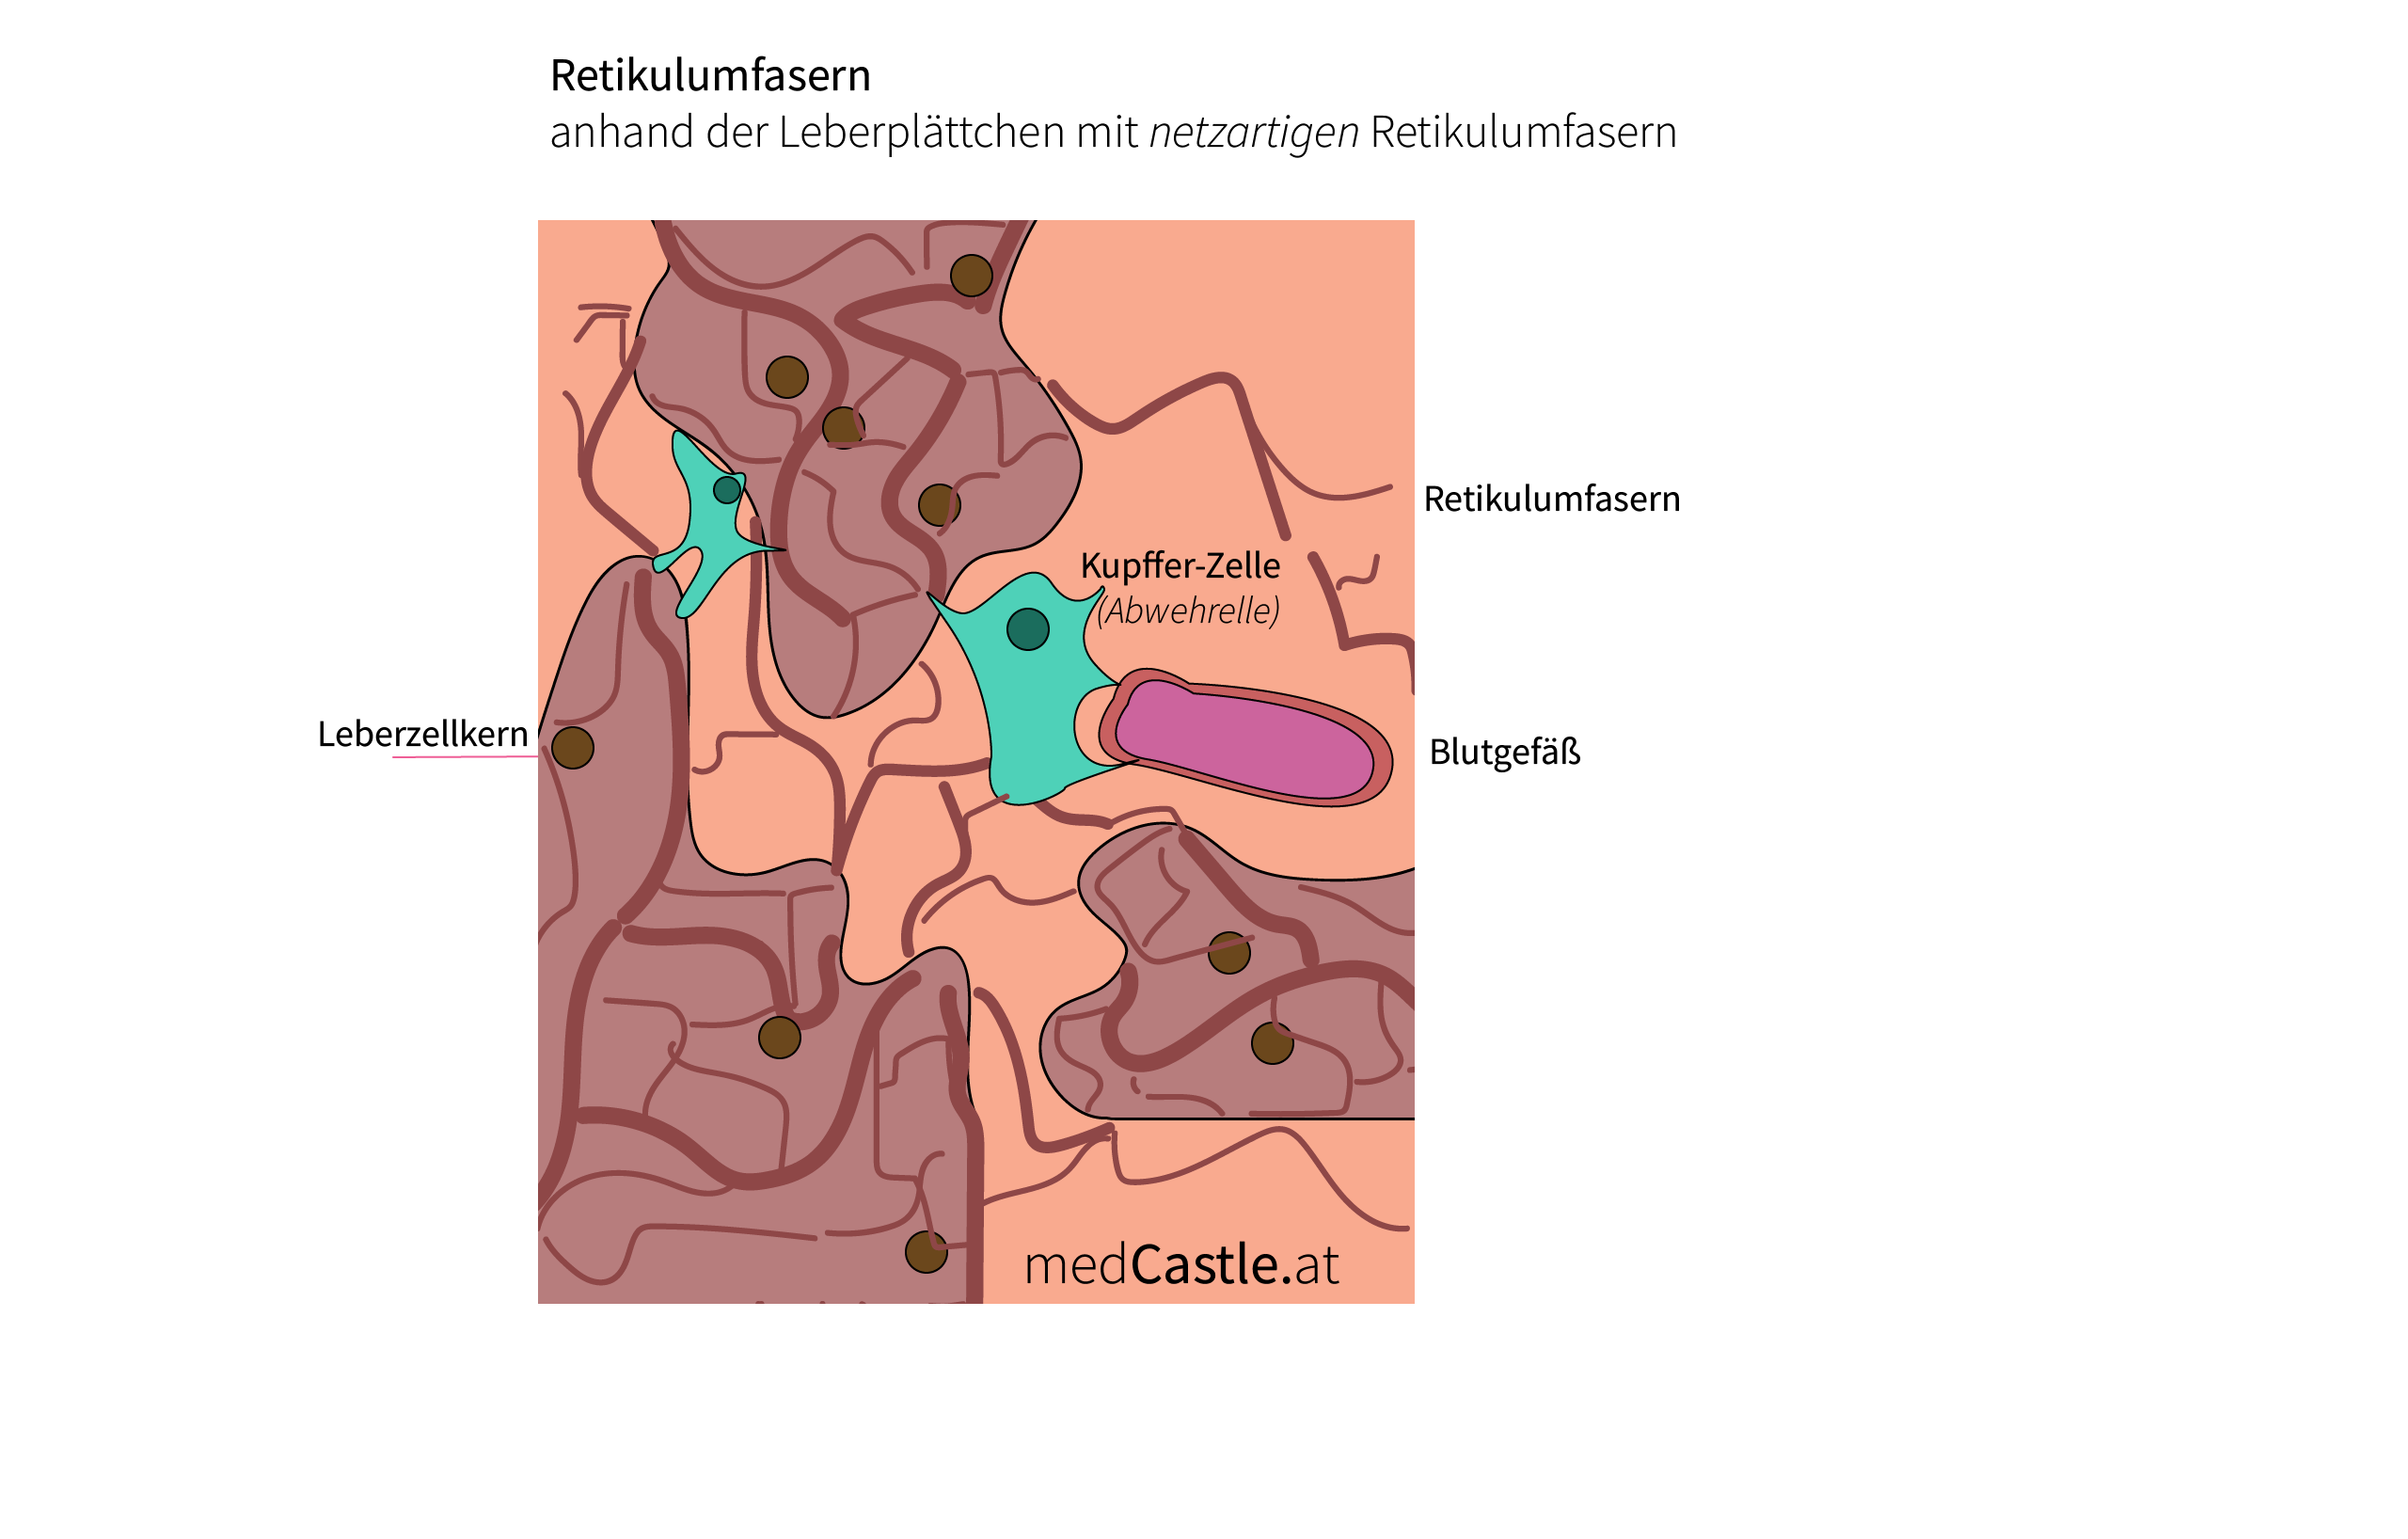 Retikulumfasern
anhand der Leberplättchen mit netzartigen Retikulumfasern
Retikulumfasern
Kupffer-Zelle
(Abwehrelle)
Leberzellkern
Blutgefäß
medCastle.at